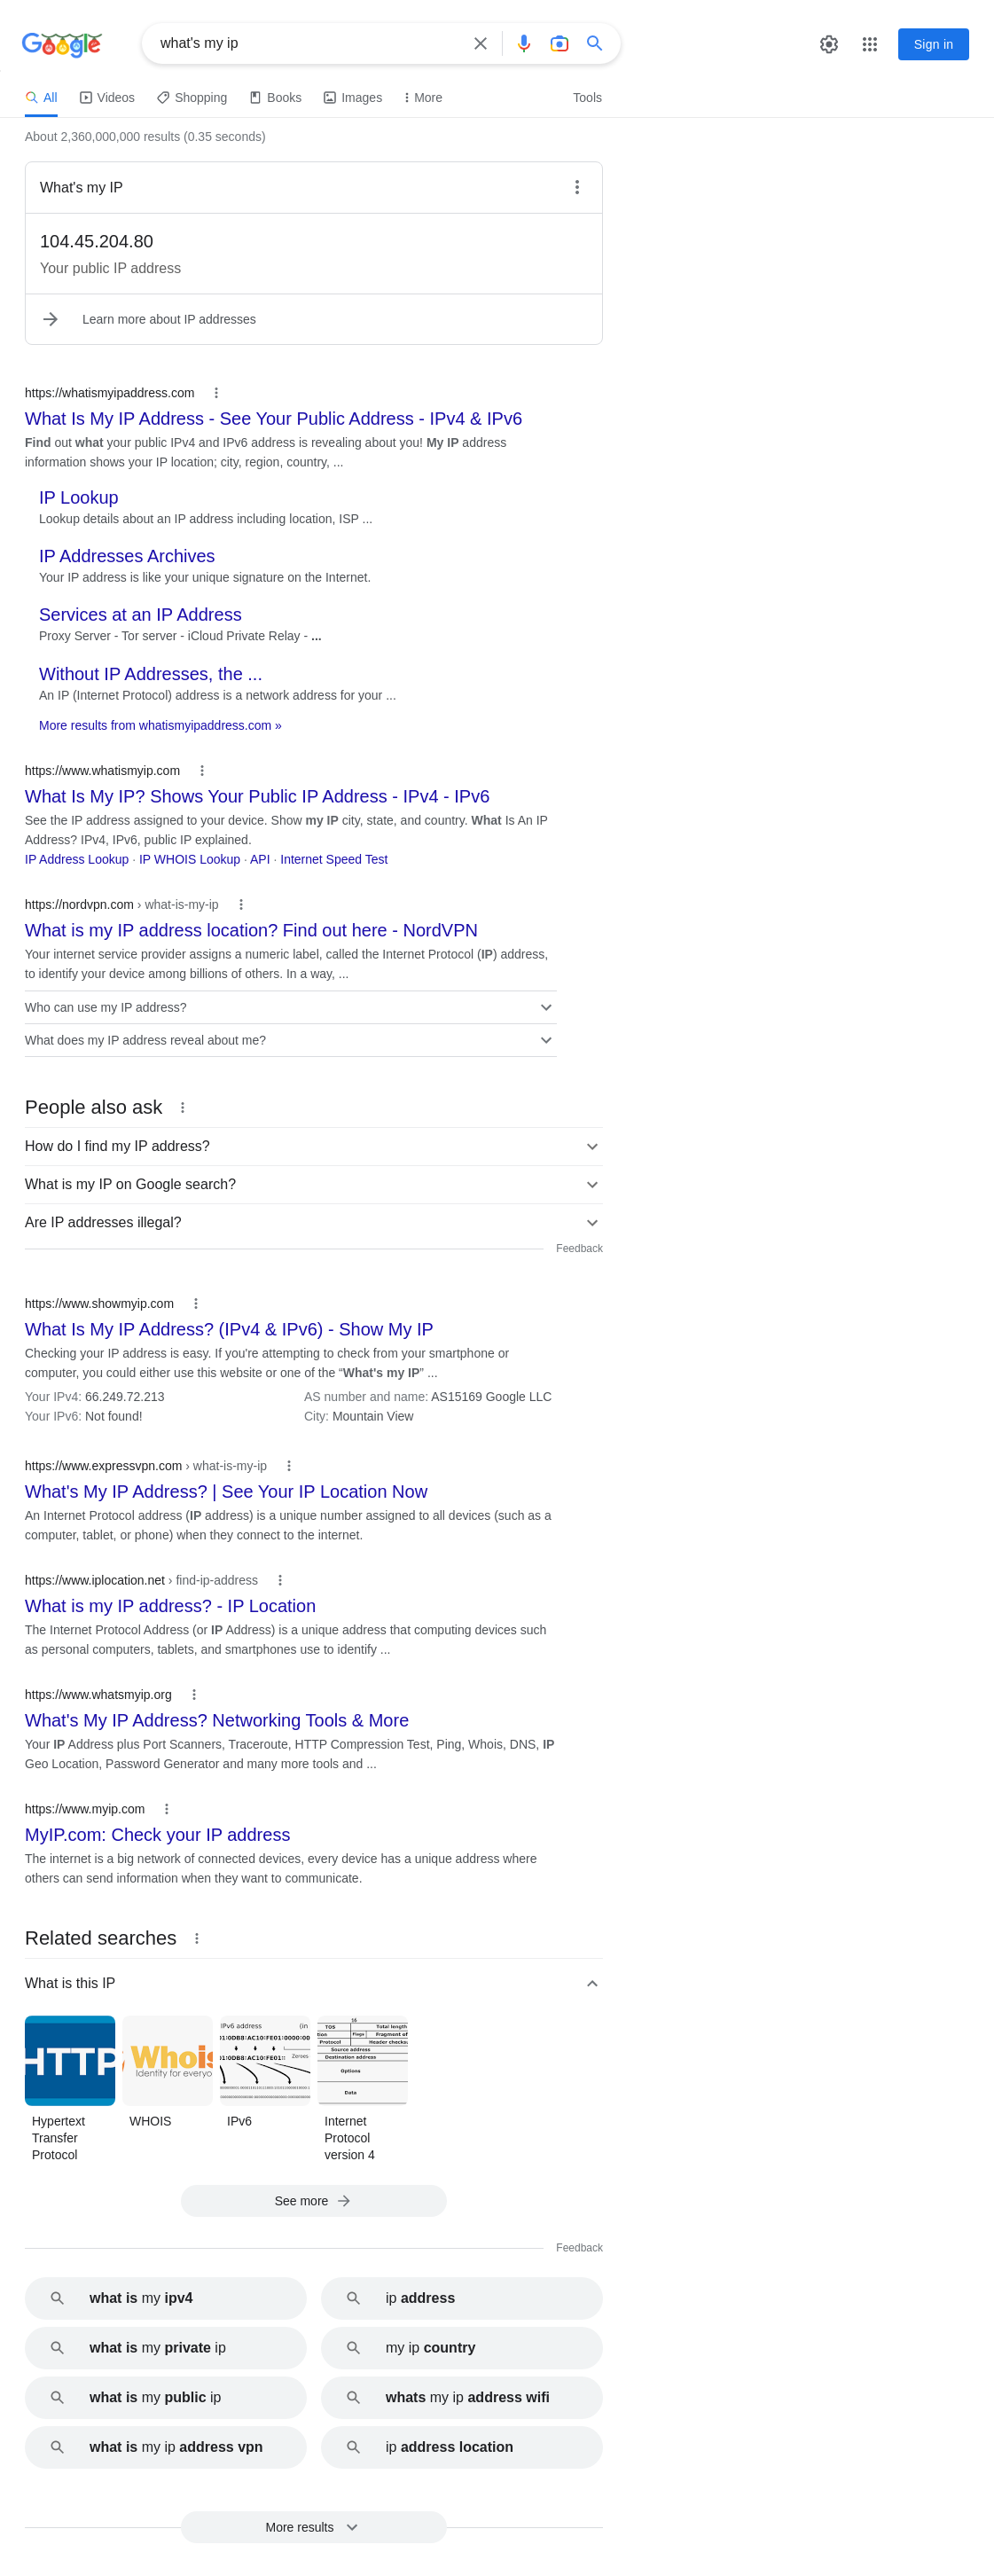 Google
what's my ip
Sign in
All
Videos
Shopping
Books
Images
More
Tools
About 2,360,000,000 results (0.35 seconds)
What's my IP
104.45.204.80
Your public IP address
Learn more about IP addresses
https://whatismyipaddress.com
What Is My IP Address - See Your Public Address - IPv4 & IPv6
Find out what your public IPv4 and IPv6 address is revealing about you! My IP address
information shows your IP location; city, region, country, ...
IP Lookup
Lookup details about an IP address including location, ISP ...
IP Addresses Archives
Your IP address is like your unique signature on the Internet.
Services at an IP Address
Proxy Server - Tor server - iCloud Private Relay - ...
Without IP Addresses, the ...
An IP (Internet Protocol) address is a network address for your ...
More results from whatismyipaddress.com »
https://www.whatismyip.com
What Is My IP? Shows Your Public IP Address - IPv4 - IPv6
See the IP address assigned to your device. Show my IP city, state, and country. What Is An IP
Address? IPv4, IPv6, public IP explained.
IP Address Lookup · IP WHOIS Lookup · API · Internet Speed Test
https://nordvpn.com › what-is-my-ip
What is my IP address location? Find out here - NordVPN
Your internet service provider assigns a numeric label, called the Internet Protocol (IP) address,
to identify your device among billions of others. In a way, ...
Who can use my IP address?
What does my IP address reveal about me?
People also ask
How do I find my IP address?
What is my IP on Google search?
Are IP addresses illegal?
Feedback
https://www.showmyip.com
What Is My IP Address? (IPv4 & IPv6) - Show My IP
Checking your IP address is easy. If you're attempting to check from your smartphone or
computer, you could either use this website or one of the “What's my IP” ...
Your IPv4: 66.249.72.213
AS number and name: AS15169 Google LLC
Your IPv6: Not found!
City: Mountain View
https://www.expressvpn.com › what-is-my-ip
What's My IP Address? | See Your IP Location Now
An Internet Protocol address (IP address) is a unique number assigned to all devices (such as a
computer, tablet, or phone) when they connect to the internet.
https://www.iplocation.net › find-ip-address
What is my IP address? - IP Location
The Internet Protocol Address (or IP Address) is a unique address that computing devices such
as personal computers, tablets, and smartphones use to identify ...
https://www.whatsmyip.org
What's My IP Address? Networking Tools & More
Your IP Address plus Port Scanners, Traceroute, HTTP Compression Test, Ping, Whois, DNS, IP
Geo Location, Password Generator and many more tools and ...
https://www.myip.com
MyIP.com: Check your IP address
The internet is a big network of connected devices, every device has a unique address where
others can send information when they want to communicate.
Related searches
What is this IP
HTTP
Whois
Identity for everyo
IPv6 address (in
Zeroes
16
TOS Total length
Flags Fragment of
Protocol Header checksu
Source address
Destination address
Options
Data
Hypertext
Transfer
Protocol
WHOIS
IPv6
Internet
Protocol
version 4
See more
Feedback
what is my ipv4
ip address
what is my private ip
my ip country
what is my public ip
whats my ip address wifi
what is my ip address vpn
ip address location
More results